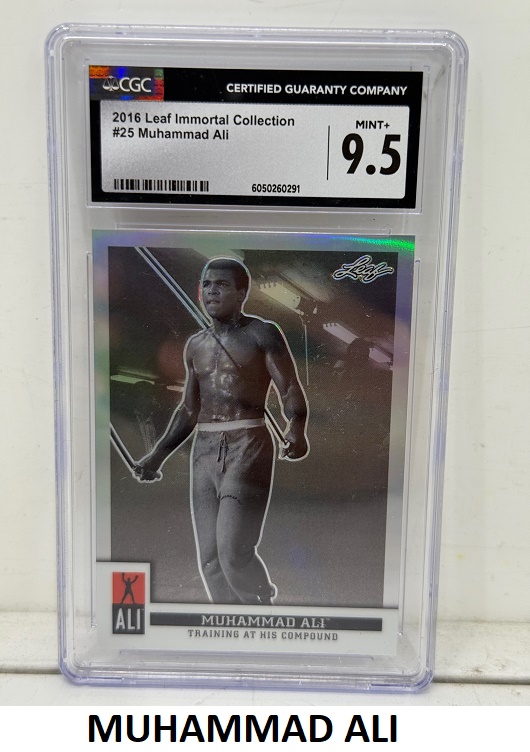 CGC
CERTIFIED GUARANTY COMPANY
2016 Leaf Immortal Collection
#25 Muhammad Ali
MINT+
9.5
6050260291
Leaf
ALI
MUHAMMAD ALI™
TRAINING AT HIS COMPOUND
MUHAMMAD ALI